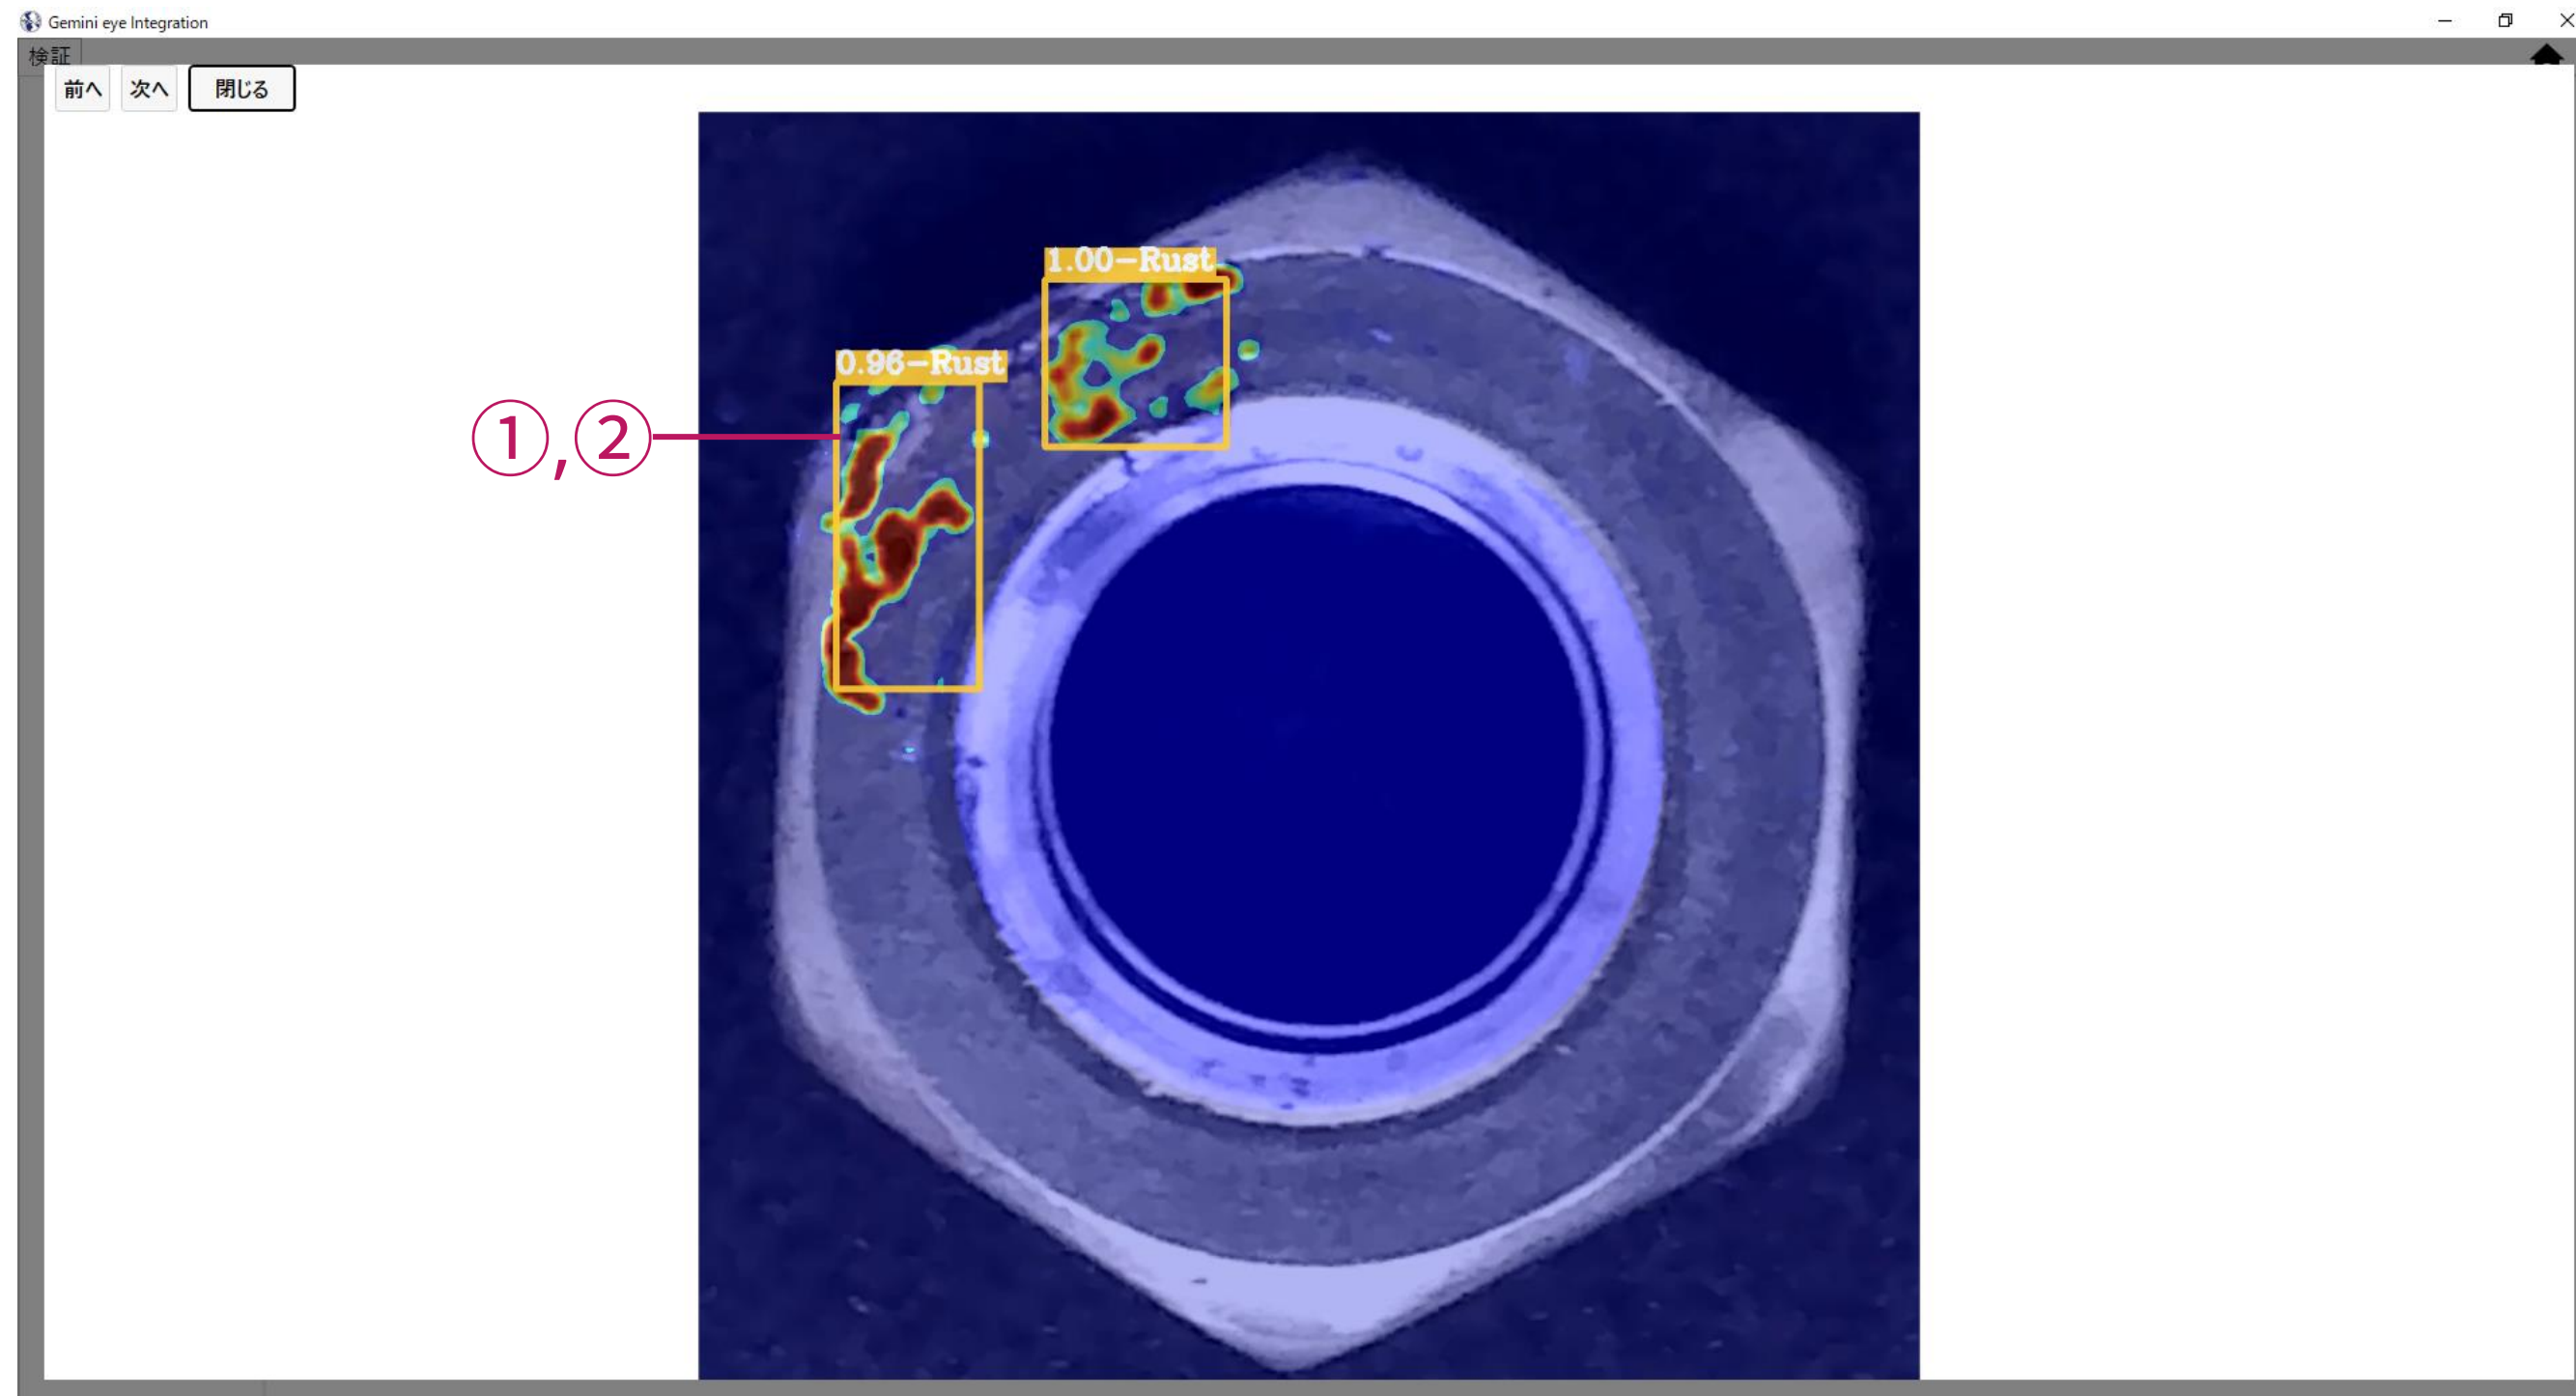 Gemini eye Integration
検証
前へ 次へ 閉じる
1.00-Rust
0.96-Rust
①,②